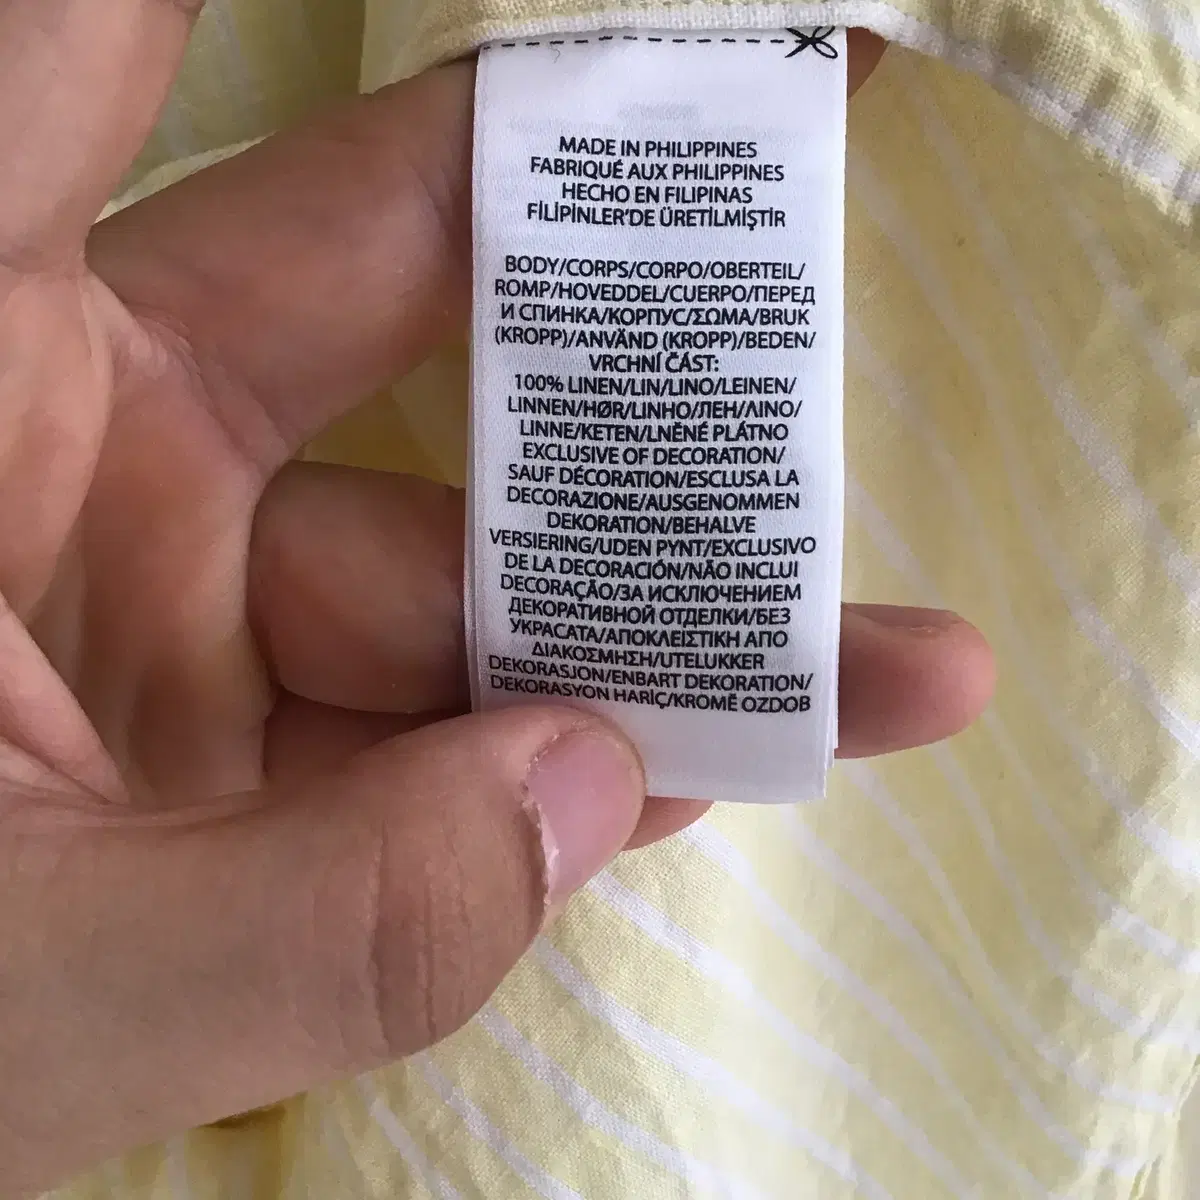 MADE IN PHILIPPINES
FABRIQUÉ AUX PHILIPPINES
HECHO EN FILIPINAS
FİLİPİNLER'DE ÜRETİLMİŞTİR
BODY/CORPS/CORPO/OBERTEIL/
ROMP/HOVEDDEL/CUERPO/ПЕРЕД
И СПИНКА/КОРПУС/ΣΩΜΑ/BRUK
(KROPP)/ANVÄND (KROPP)/BEDEN/
VRCHNÍ ČÁST:
100% LINEN/LIN/LINO/LEINEN/
LINNEN/HØR/LINHO/ЛЕН/ΛΙΝΟ/
LINNE/KETEN/LNĚNÉ PLÁTNO
EXCLUSIVE OF DECORATION/
SAUF DÉCORATION/ESCLUSA LA
DECORAZIONE/AUSGENOMMEN
DEKORATION/BEHALVE
VERSIERING/UDEN PYNT/EXCLUSIVO
DE LA DECORACIÓN/NÃO INCLUI
DECORAÇÃO/ЗА ИСКЛЮЧЕНИЕМ
ДЕКОРАТИВНОЙ ОТДЕЛКИ/БЕЗ
УКРАСАТА/ΑΠΟΚΛΕΙΣΤΙΚΗ ΑΠΟ
ΔΙΑΚΟΣΜΗΣΗ/UTELUKKER
DEKORASJON/ENBART DEKORATION/
DEKORASYON HARİÇ/KROMĚ OZDOB